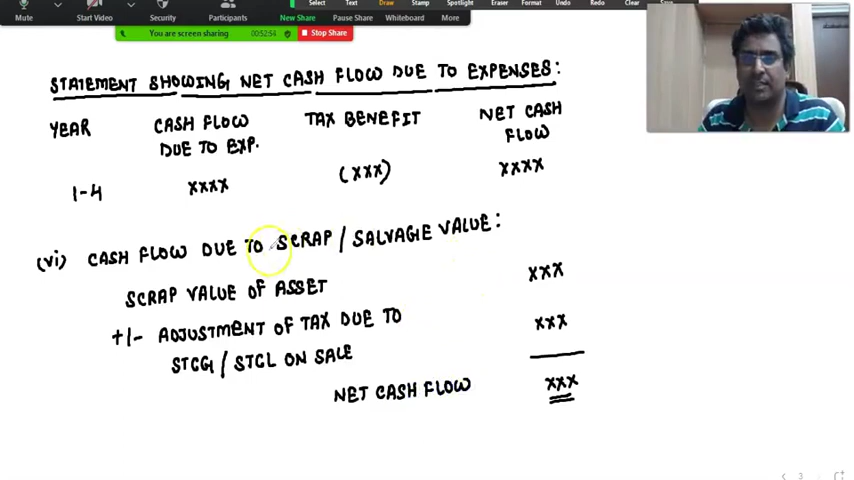 Mute
Start Video
Security
Participants
New Share
Pause Share
Whiteboard
More
Select
Text
Draw
Stamp
Spotlight
Eraser
Format
Undo
Redo
You are screen sharing
00:52:54
Stop Share
STATEMENT SHOWING NET CASH FLOW DUE TO EXPENSES:
YEAR
CASH FLOW
DUE TO EXP.
TAX BENEFIT
NET CASH
FLOW
1-4
XXXX
(XXX)
XXXX
(vi) CASH FLOW DUE TO SCRAP / SALVAGE VALUE:
SCRAP VALUE OF ASSET XXX
+/- ADJUSTMENT OF TAX DUE TO XXX
STCG / STCL ON SALE
NET CASH FLOW XXX
3